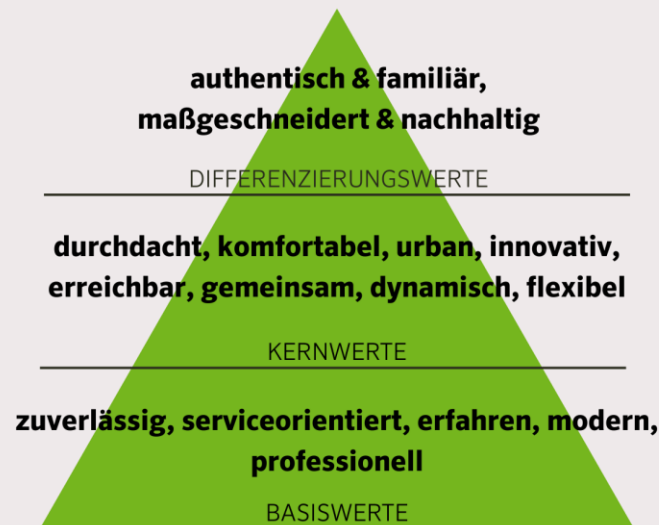 authentisch & familiär,
maßgeschneidert & nachhaltig
DIFFERENZIERUNGSWERTE
durchdacht, komfortabel, urban, innovativ,
erreichbar, gemeinsam, dynamisch, flexibel
KERNWERTE
zuverlässig, serviceorientiert, erfahren, modern,
professionell
BASISWERTE